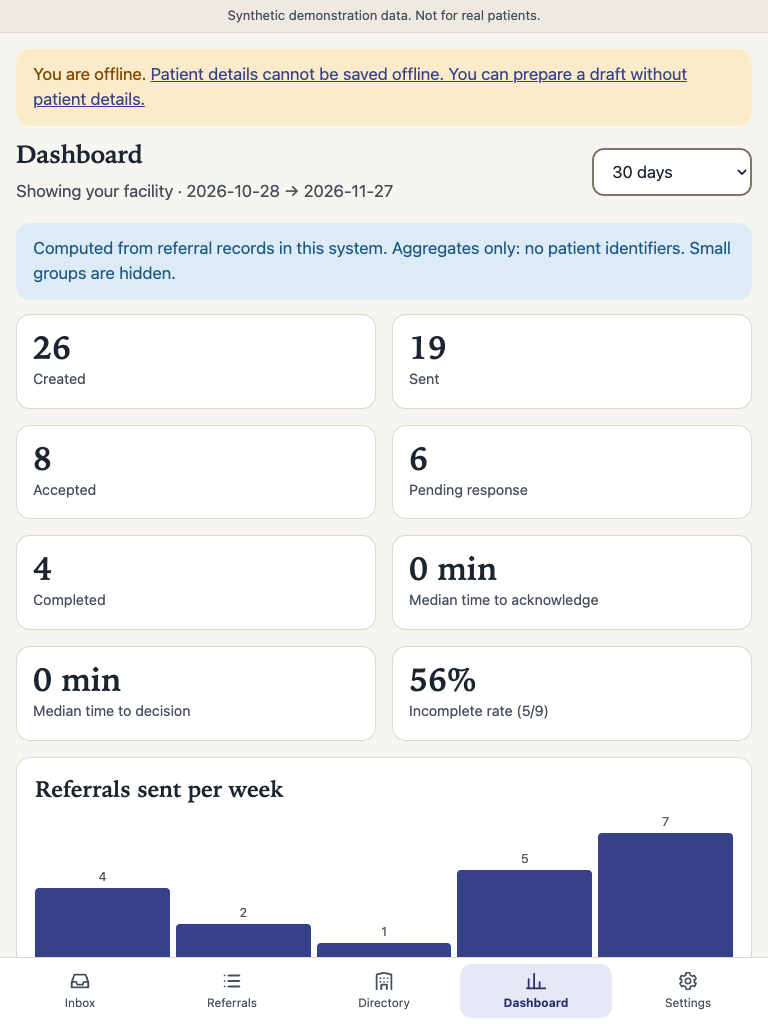 Synthetic demonstration data. Not for real patients.
You are offline. Patient details cannot be saved offline. You can prepare a draft without
patient details.
Dashboard
Showing your facility · 2026-10-28 → 2026-11-27
30 days
Computed from referral records in this system. Aggregates only: no patient identifiers. Small
groups are hidden.
26
Created
19
Sent
8
Accepted
6
Pending response
4
Completed
0 min
Median time to acknowledge
0 min
Median time to decision
56%
Incomplete rate (5/9)
Referrals sent per week
4
2
1
5
7
Inbox
Referrals
Directory
Dashboard
Settings